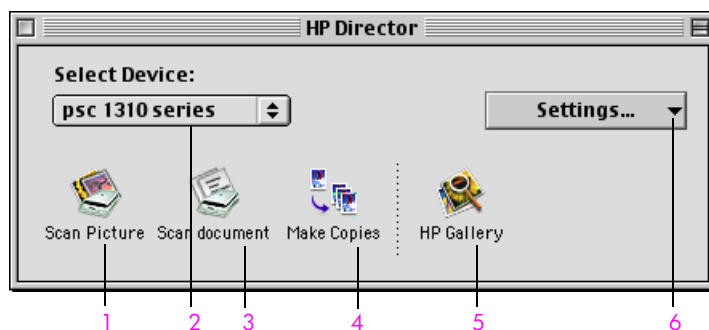 HP Director
Select Device:
psc 1310 series
Settings...
Scan Picture
Scan document
Make Copies
HP Gallery
1 2 3 4 5 6